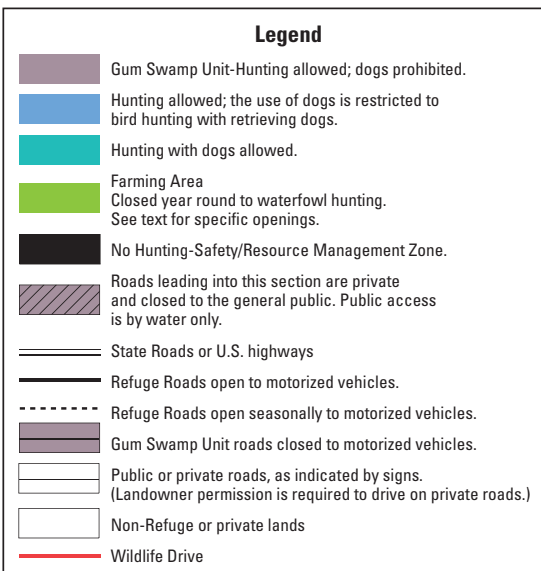 Legend
Gum Swamp Unit-Hunting allowed; dogs prohibited.
Hunting allowed; the use of dogs is restricted to
bird hunting with retrieving dogs.
Hunting with dogs allowed.
Farming Area
Closed year round to waterfowl hunting.
See text for specific openings.
No Hunting-Safety/Resource Management Zone.
Roads leading into this section are private
and closed to the general public. Public access
is by water only.
State Roads or U.S. highways
Refuge Roads open to motorized vehicles.
Refuge Roads open seasonally to motorized vehicles.
Gum Swamp Unit roads closed to motorized vehicles.
Public or private roads, as indicated by signs.
(Landowner permission is required to drive on private roads.)
Non-Refuge or private lands
Wildlife Drive